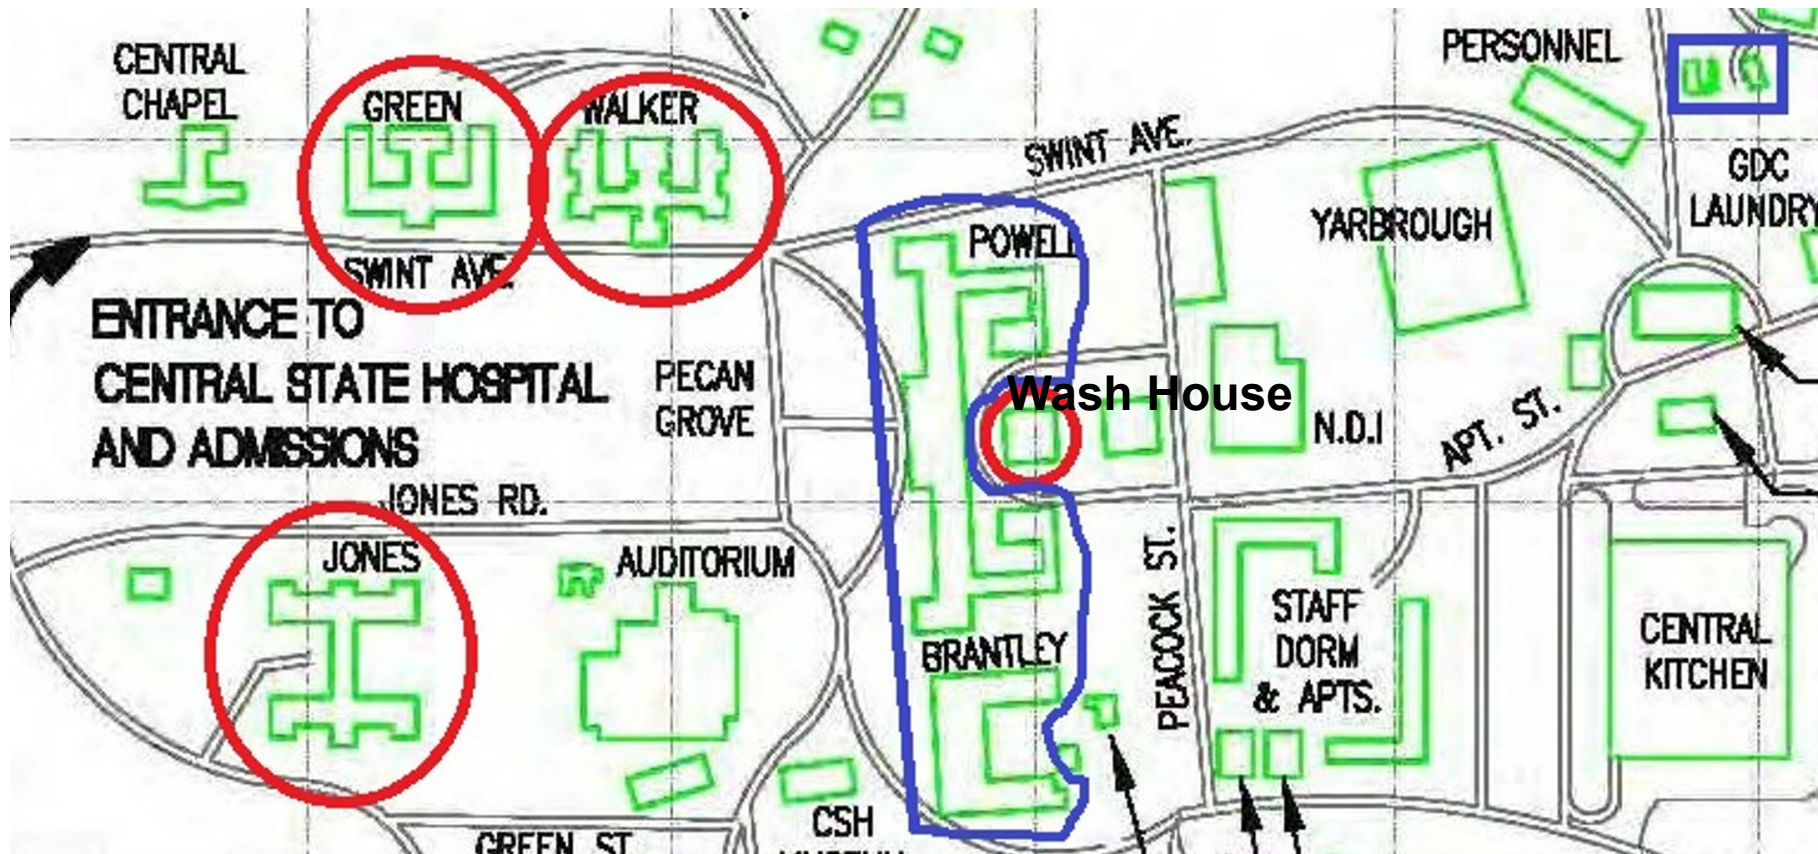 CENTRAL
CHAPEL
GREEN
WALKER
SWINT AVE.
ENTRANCE TO
CENTRAL STATE HOSPITAL
AND ADMISSIONS
PECAN
GROVE
JONES RD.
JONES
AUDITORIUM
GREEN ST.
CSH
SWINT AVE.
POWELL
Wash House
BRANTLEY
PEACOCK ST.
PERSONNEL
YARBROUGH
GDC
LAUNDRY
N.D.I
APT. ST.
STAFF
DORM
& APTS.
CENTRAL
KITCHEN